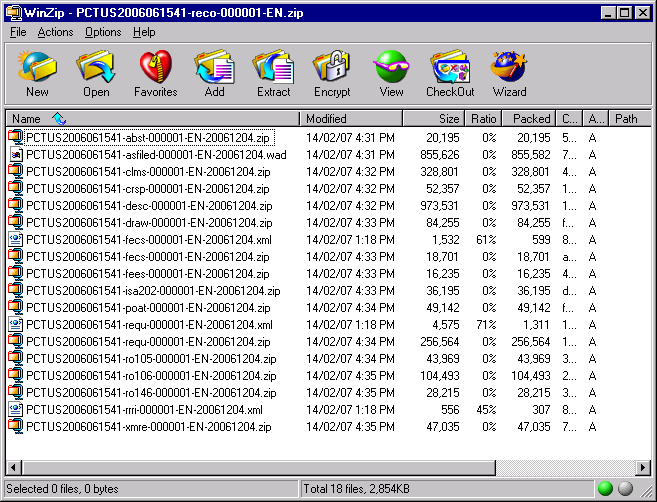 WinZip - PCTUS2006061541-reco-000001-EN.zip
File Actions Options Help
New Open Favorites Add Extract Encrypt View CheckOut Wizard
Name Modified Size Ratio Packed C... A... Path
PCTUS2006061541-abst-000001-EN-20061204.zip 14/02/07 4:31 PM 20,195 0% 20,195 5... A
PCTUS2006061541-asfiled-000001-EN-20061204.wad 14/02/07 4:31 PM 855,626 0% 855,582 7... A
PCTUS2006061541-clms-000001-EN-20061204.zip 14/02/07 4:32 PM 328,801 0% 328,801 4... A
PCTUS2006061541-crsp-000001-EN-20061204.zip 14/02/07 4:32 PM 52,357 0% 52,357 1... A
PCTUS2006061541-desc-000001-EN-20061204.zip 14/02/07 4:32 PM 973,531 0% 973,531 1... A
PCTUS2006061541-draw-000001-EN-20061204.zip 14/02/07 4:33 PM 84,255 0% 84,255 f... A
PCTUS2006061541-fecs-000001-EN-20061204.xml 14/02/07 1:18 PM 1,532 61% 599 8... A
PCTUS2006061541-fecs-000001-EN-20061204.zip 14/02/07 4:33 PM 18,701 0% 18,701 a... A
PCTUS2006061541-fees-000001-EN-20061204.zip 14/02/07 4:33 PM 16,235 0% 16,235 4... A
PCTUS2006061541-isa202-000001-EN-20061204.zip 14/02/07 4:33 PM 36,195 0% 36,195 d... A
PCTUS2006061541-poat-000001-EN-20061204.zip 14/02/07 4:34 PM 49,142 0% 49,142 f... A
PCTUS2006061541-requ-000001-EN-20061204.xml 14/02/07 1:18 PM 4,575 71% 1,311 1... A
PCTUS2006061541-requ-000001-EN-20061204.zip 14/02/07 4:34 PM 256,564 0% 256,564 1... A
PCTUS2006061541-ro105-000001-EN-20061204.zip 14/02/07 4:34 PM 43,969 0% 43,969 3... A
PCTUS2006061541-ro106-000001-EN-20061204.zip 14/02/07 4:35 PM 104,493 0% 104,493 2... A
PCTUS2006061541-ro146-000001-EN-20061204.zip 14/02/07 4:35 PM 28,215 0% 28,215 3... A
PCTUS2006061541-rrri-000001-EN-20061204.xml 14/02/07 1:18 PM 556 45% 307 8... A
PCTUS2006061541-xmre-000001-EN-20061204.zip 14/02/07 4:35 PM 47,035 0% 47,035 7... A
Selected 0 files, 0 bytes Total 18 files, 2,854KB